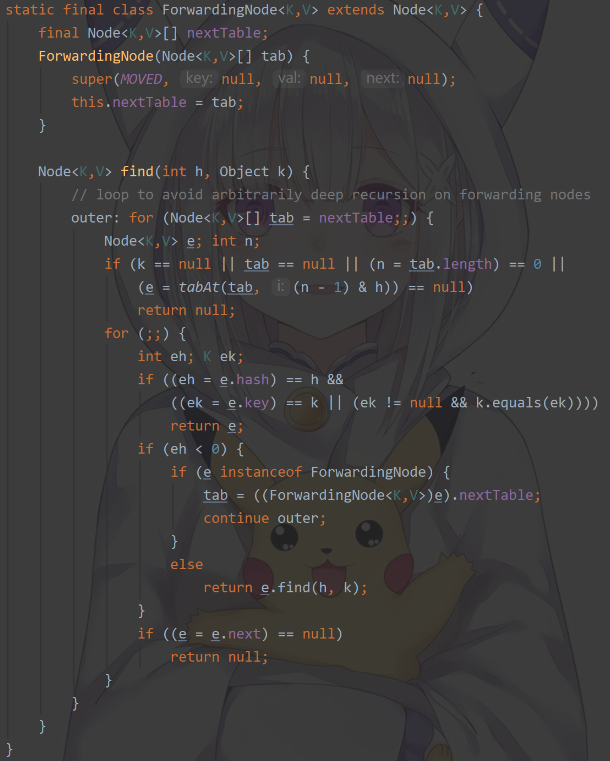 static final class ForwardingNode<K,V> extends Node<K,V> {
    final Node<K,V>[] nextTable;
    ForwardingNode(Node<K,V>[] tab) {
        super(MOVED, key: null, val: null, next: null);
        this.nextTable = tab;
    }

    Node<K,V> find(int h, Object k) {
        // loop to avoid arbitrarily deep recursion on forwarding nodes
        outer: for (Node<K,V>[] tab = nextTable;;) {
            Node<K,V> e; int n;
            if (k == null || tab == null || (n = tab.length) == 0 ||
                (e = tabAt(tab, i: (n - 1) & h)) == null)
                return null;
            for (;;) {
                int eh; K ek;
                if ((eh = e.hash) == h &&
                    ((ek = e.key) == k || (ek != null && k.equals(ek))))
                    return e;
                if (eh < 0) {
                    if (e instanceof ForwardingNode) {
                        tab = ((ForwardingNode<K,V>)e).nextTable;
                        continue outer;
                    }
                    else
                        return e.find(h, k);
                }
                if ((e = e.next) == null)
                    return null;
            }
        }
    }
}